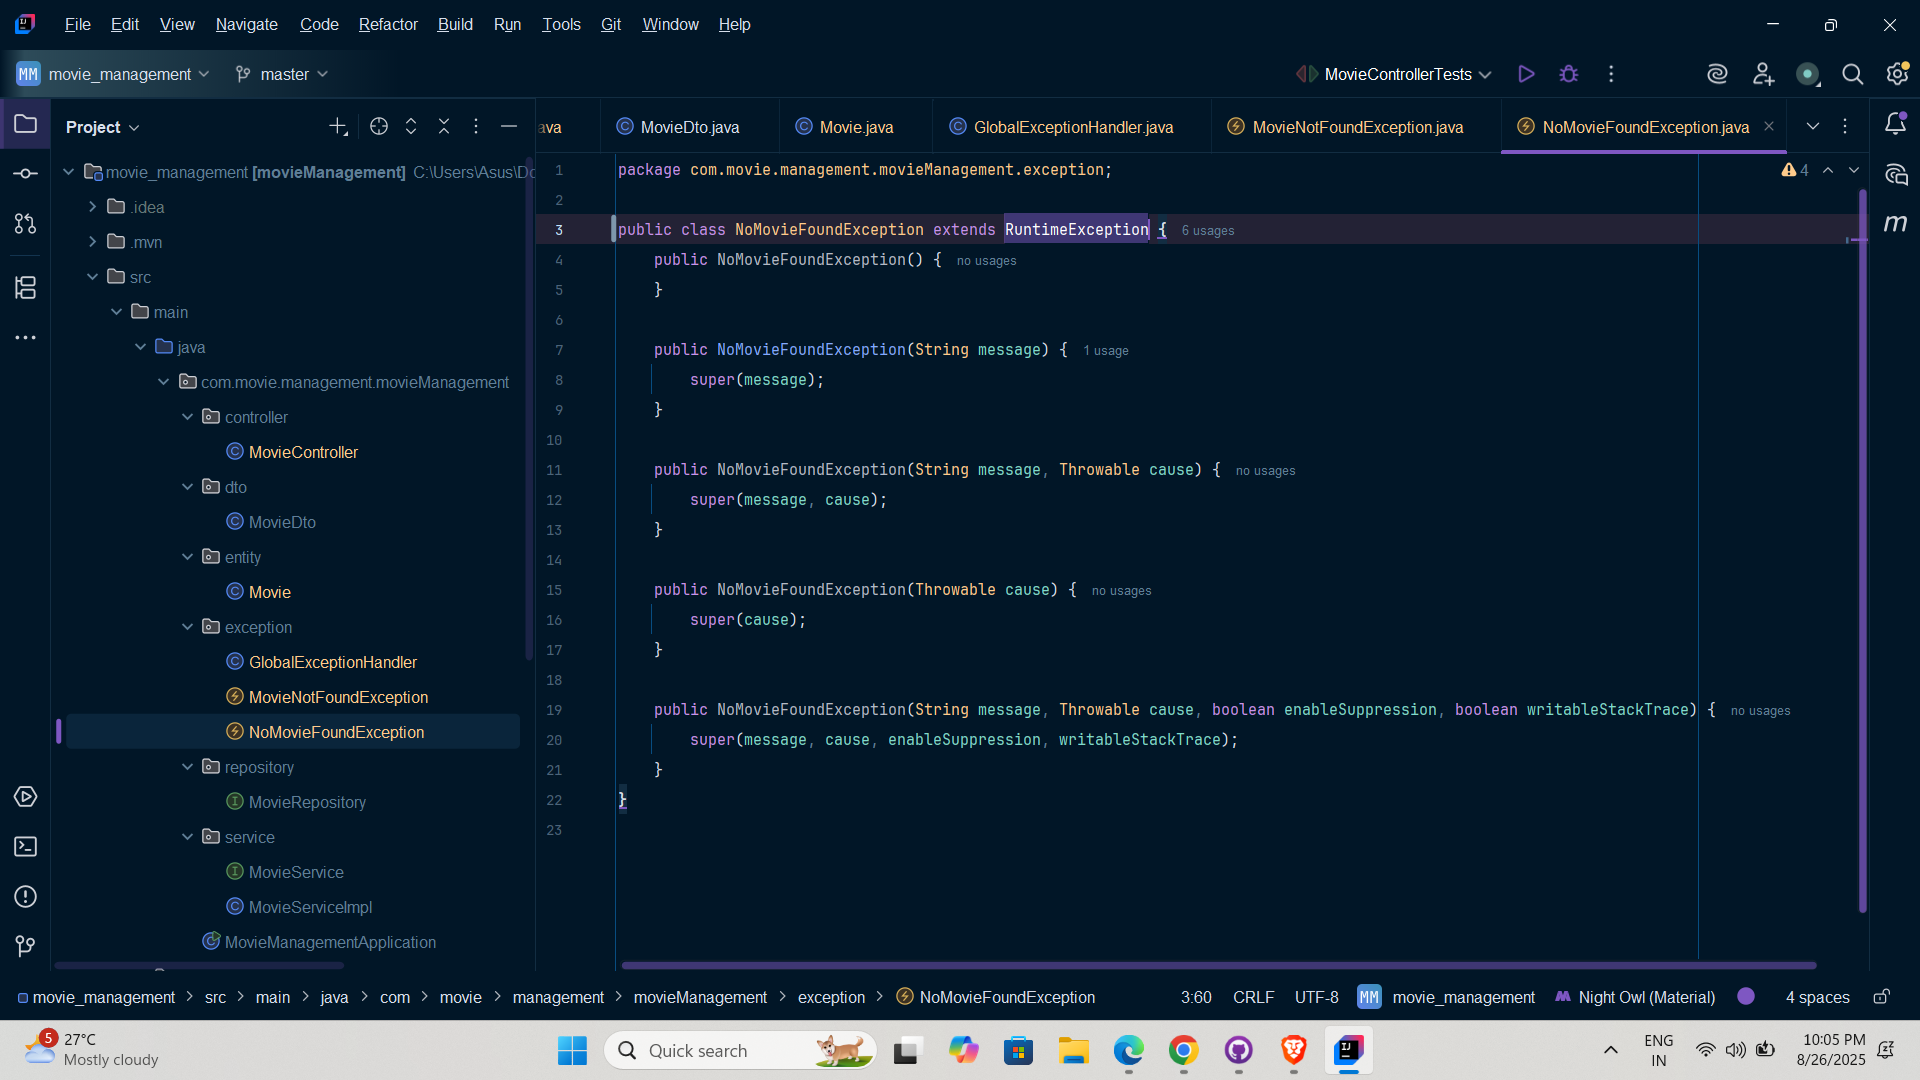 File Edit View Navigate Code Refactor Build Run Tools Git Window Help
MM movie_management master MovieControllerTests
Project
ava MovieDto.java Movie.java GlobalExceptionHandler.java MovieNotFoundException.java NoMovieFoundException.java
movie_management [movieManagement] C:\Users\Asus\Do
.idea
.mvn
src
main
java
com.movie.management.movieManagement
controller
MovieController
dto
MovieDto
entity
Movie
exception
GlobalExceptionHandler
MovieNotFoundException
NoMovieFoundException
repository
MovieRepository
service
MovieService
MovieServiceImpl
MovieManagementApplication
1 package com.movie.management.movieManagement.exception; 4
2
3 public class NoMovieFoundException extends RuntimeException { 6 usages
4 public NoMovieFoundException() { no usages
5 }
6
7 public NoMovieFoundException(String message) { 1 usage
8 super(message);
9 }
10
11 public NoMovieFoundException(String message, Throwable cause) { no usages
12 super(message, cause);
13 }
14
15 public NoMovieFoundException(Throwable cause) { no usages
16 super(cause);
17 }
18
19 public NoMovieFoundException(String message, Throwable cause, boolean enableSuppression, boolean writableStackTrace) { no usages
20 super(message, cause, enableSuppression, writableStackTrace);
21 }
22 }
23
m
movie_management > src > main > java > com > movie > management > movieManagement > exception > NoMovieFoundException 3:60 CRLF UTF-8 MM movie_management Night Owl (Material) 4 spaces
5 27°C
Mostly cloudy
Quick search
ENG
IN
10:05 PM
8/26/2025